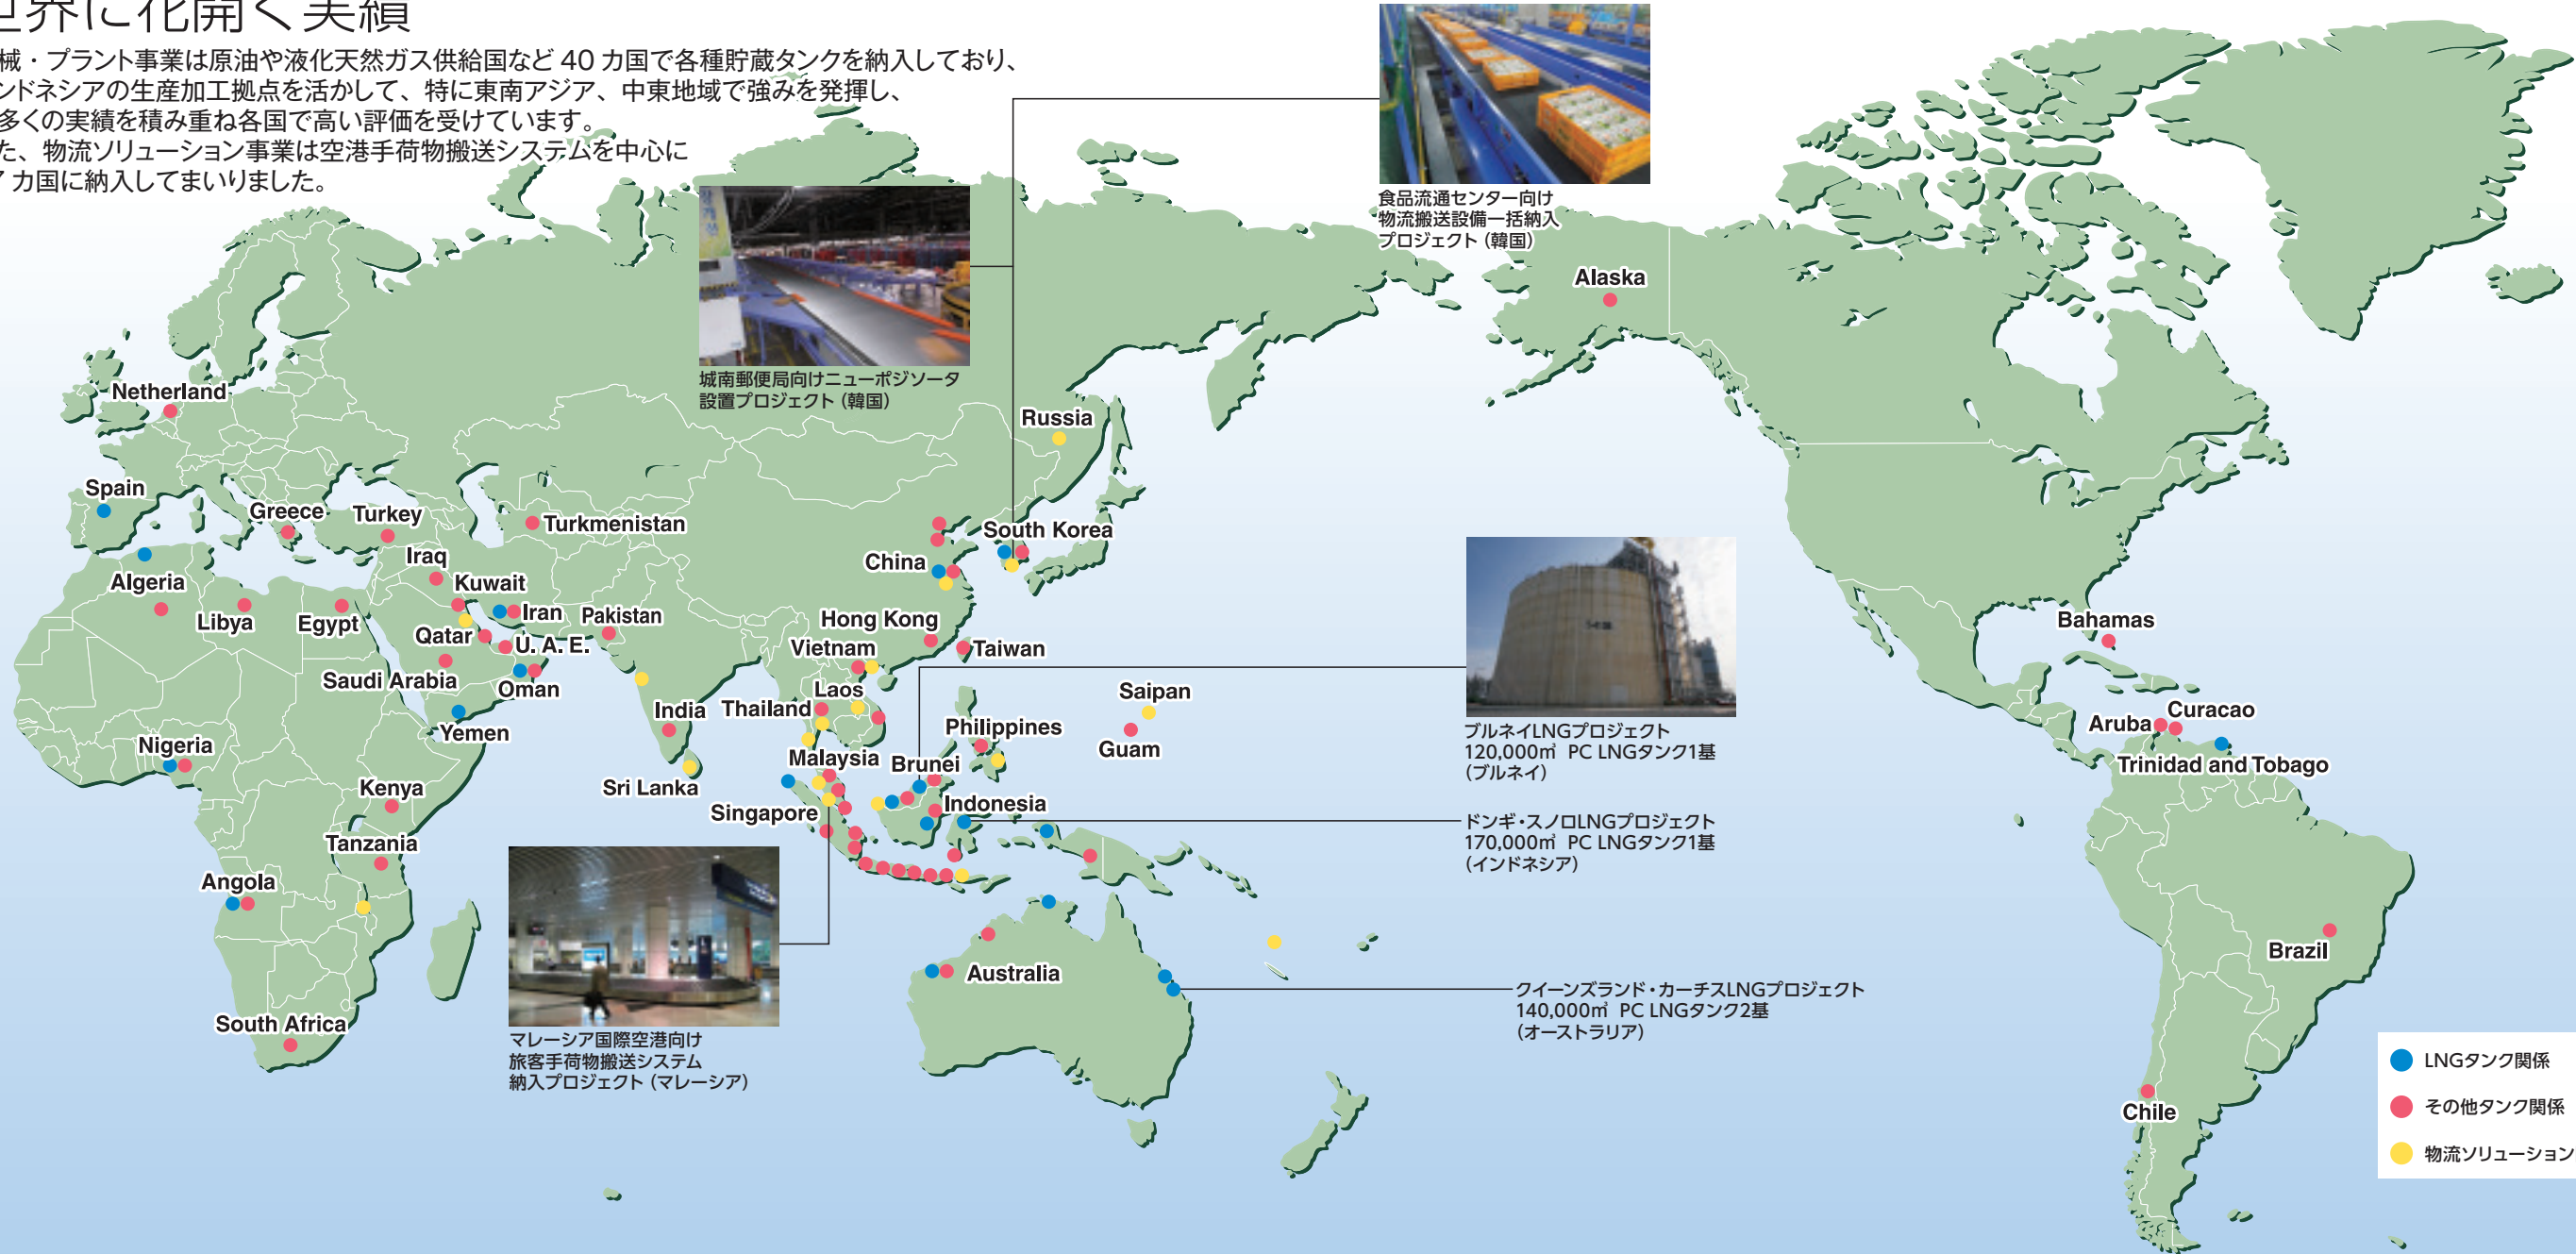 世界に花開く実績
械・プラント事業は原油や液化天然ガス供給国など 40 カ国で各種貯蔵タンクを納入しており、
ンドネシアの生産加工拠点を活かして、特に東南アジア、中東地域で強みを発揮し、
多くの実績を積み重ね各国で高い評価を受けています。
た、物流ソリューション事業は空港手荷物搬送システムを中心に
7 カ国に納入してまいりました。
食品流通センター向け
物流搬送設備一括納入
プロジェクト（韓国）
城南郵便局向けニューポジソータ
設置プロジェクト（韓国）
Alaska
Netherland
Russia
Spain
Greece
Turkey
Turkmenistan
South Korea
Iraq
China
Algeria
Kuwait
Iran
Pakistan
Hong Kong
Libya
Egypt
Qatar
U. A. E.
Vietnam
Taiwan
Bahamas
Saudi Arabia
Oman
Laos
Saipan
India
Thailand
Philippines
Guam
Aruba
Curacao
Yemen
Nigeria
Malaysia
Brunei
Trinidad and Tobago
Kenya
Sri Lanka
Singapore
Indonesia
Tanzania
Angola
Brazil
Australia
South Africa
Chile
ブルネイLNGプロジェクト
120,000㎥ PC LNGタンク1基
（ブルネイ）
ドンギ・スノロLNGプロジェクト
170,000㎥ PC LNGタンク1基
（インドネシア）
クイーンズランド・カーチスLNGプロジェクト
140,000㎥ PC LNGタンク2基
（オーストラリア）
マレーシア国際空港向け
旅客手荷物搬送システム
納入プロジェクト（マレーシア）
LNGタンク関係
その他タンク関係
物流ソリューション